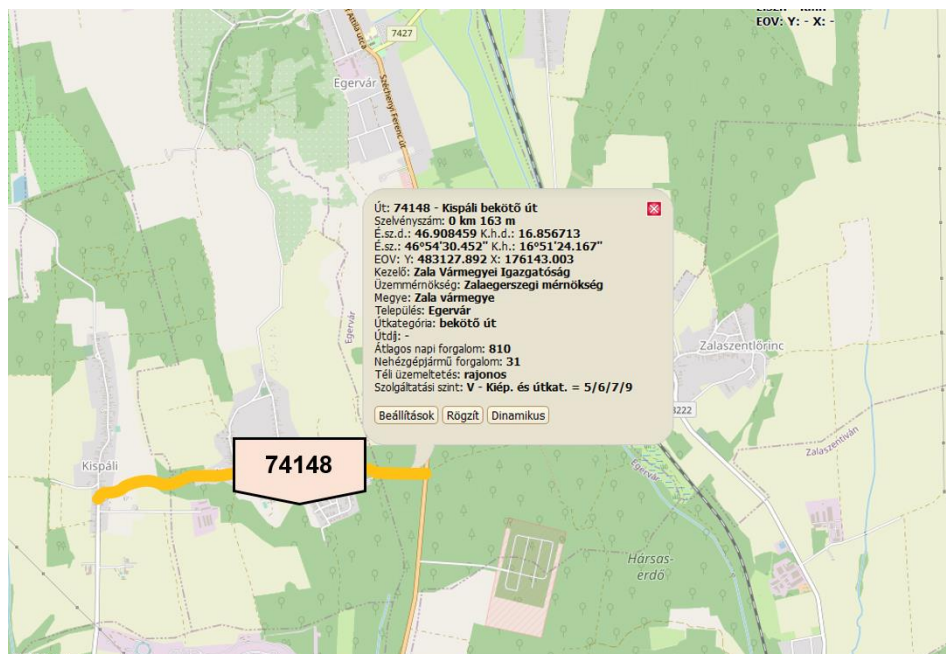 EOV: Y: - X: -
Attila utca
7427
Egervár
Széchenyi Ferenc út
Út: 74148 - Kispáli bekötő út
Szelvényszám: 0 km 163 m
É.sz.d.: 46.908459 K.h.d.: 16.856713
É.sz.: 46°54'30.452" K.h.: 16°51'24.167"
EOV: Y: 483127.892 X: 176143.003
Kezelő: Zala Vármegyei Igazgatóság
Üzemmérnökség: Zalaegerszegi mérnökség
Megye: Zala vármegye
Település: Egervár
Útkategória: bekötő út
Útdíj: -
Átlagos napi forgalom: 810
Nehézgépjármű forgalom: 31
Téli üzemeltetés: rajonos
Szolgáltatási szint: V - Kiép. és útkat. = 5/6/7/9
Beállítások Rögzít Dinamikus
Egervár
Zalaszentlőrinc
3222
Kispáli
74148
Egervár
Zalaszentiván
Hársas-
erdő